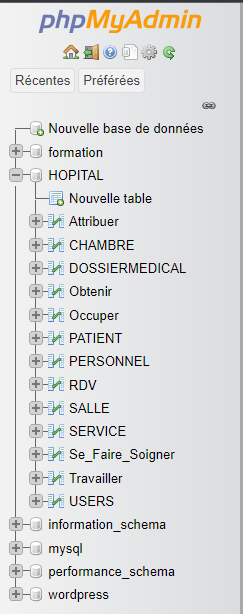 phpMyAdmin
Récentes Préférées
Nouvelle base de données
formation
HOPITAL
Nouvelle table
Attribuer
CHAMBRE
DOSSIERMEDICAL
Obtenir
Occuper
PATIENT
PERSONNEL
RDV
SALLE
SERVICE
Se_Faire_Soigner
Travailler
USERS
information_schema
mysql
performance_schema
wordpress